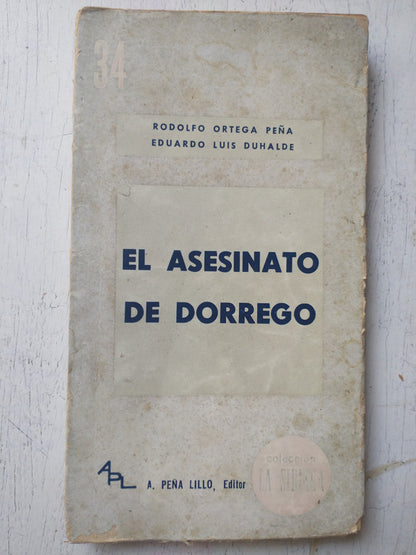 34
RODOLFO ORTEGA PEÑA
EDUARDO LUIS DUHALDE
EL ASESINATO
DE DORREGO
colección
LA SIRINGA
APL A. PEÑA LILLO, Editor